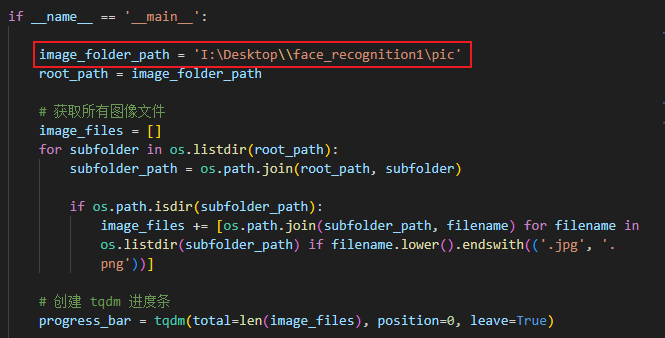 if __name__ == '__main__':
image_folder_path = 'I:\Desktop\\face_recognition1\pic'
root_path = image_folder_path
# 获取所有图像文件
image_files = []
for subfolder in os.listdir(root_path):
subfolder_path = os.path.join(root_path, subfolder)
if os.path.isdir(subfolder_path):
image_files += [os.path.join(subfolder_path, filename) for filename in
os.listdir(subfolder_path) if filename.lower().endswith(('.jpg', '.
png'))]
# 创建 tqdm 进度条
progress_bar = tqdm(total=len(image_files), position=0, leave=True)